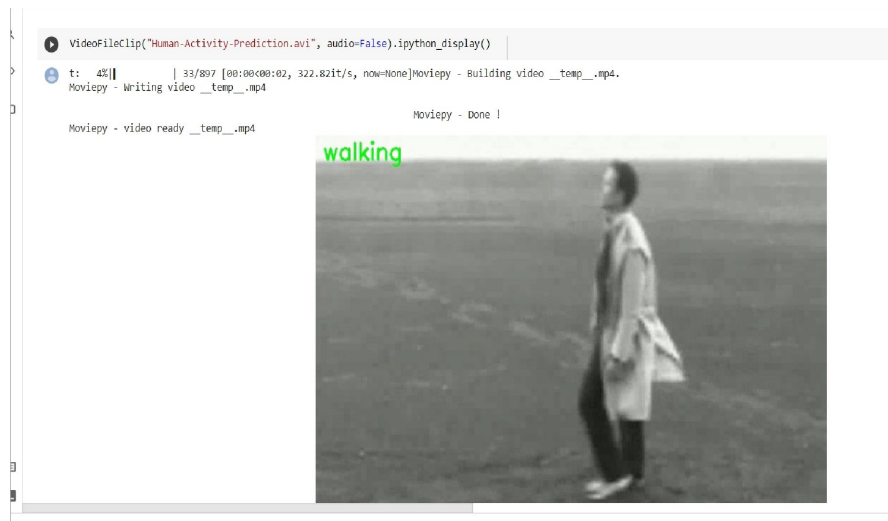 VideoFileClip("Human-Activity-Prediction.avi", audio=False).ipython_display()
t:   4%|                | 33/897 [00:00<00:02, 322.82it/s, now=None]Moviepy - Building video __temp__.mp4.
Moviepy - Writing video __temp__.mp4
Moviepy - Done !
Moviepy - video ready __temp__.mp4
walking